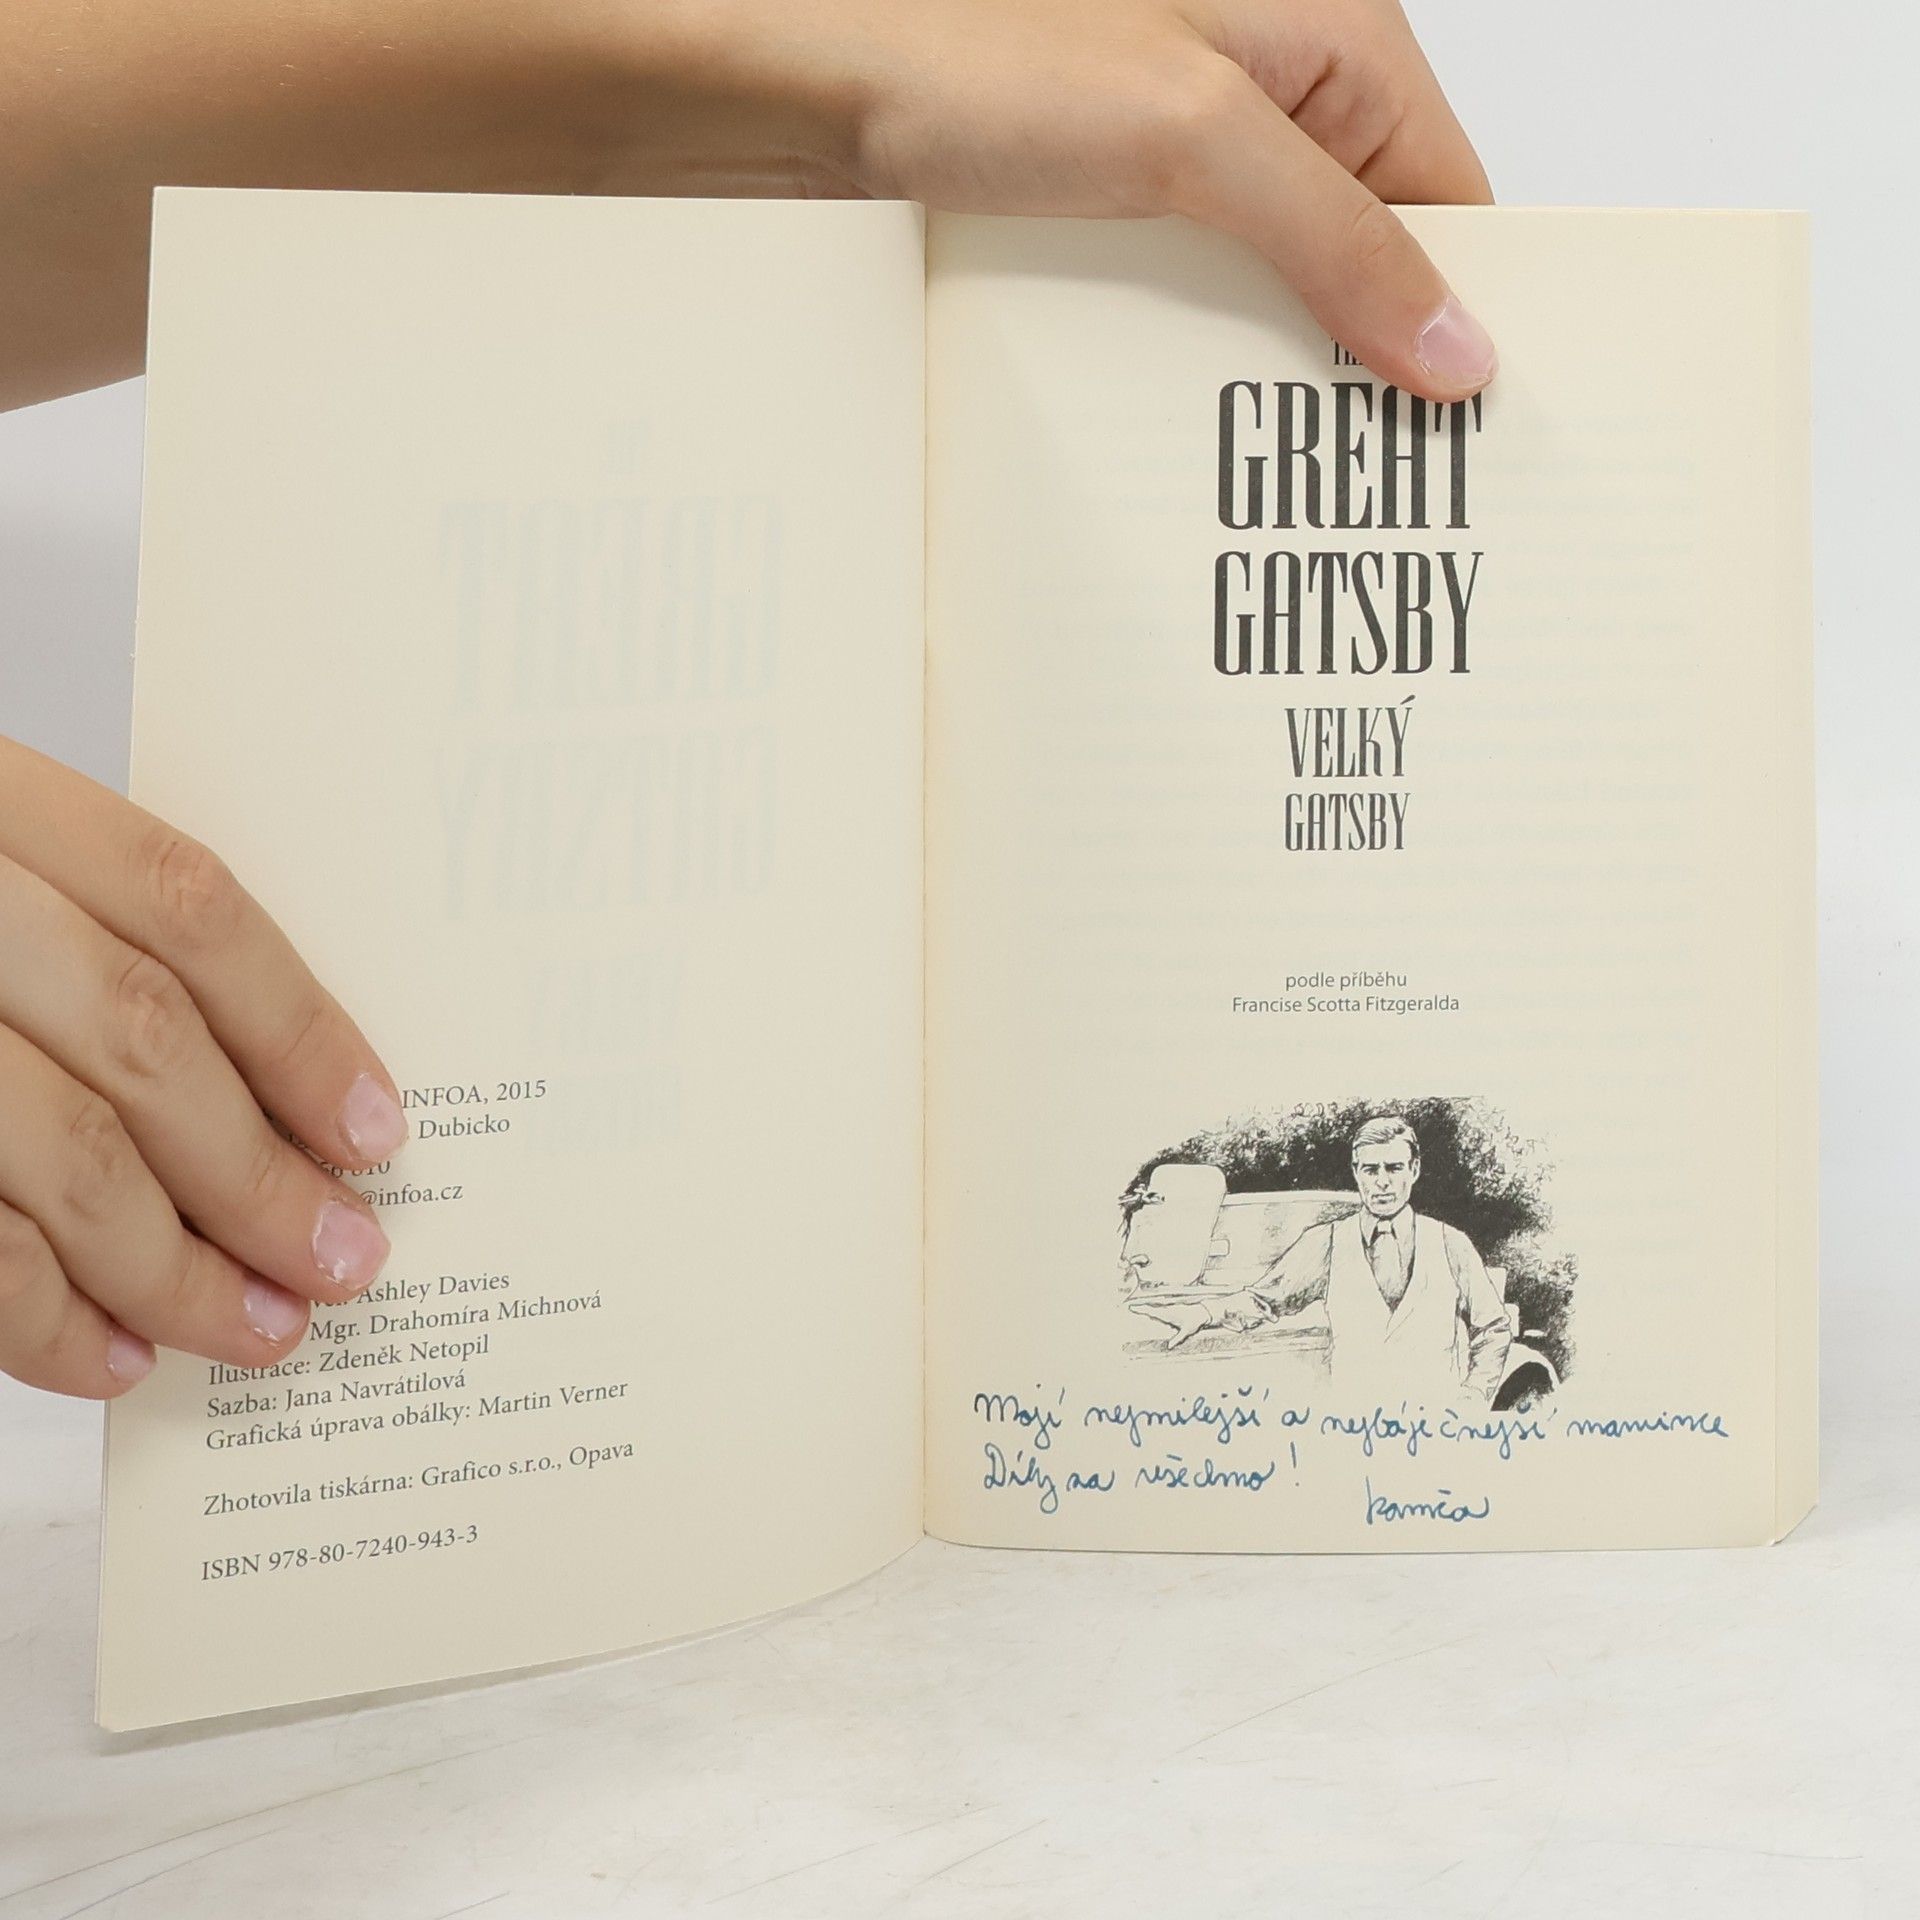 INFOA, 2015
Dubicko
@infoa.cz
Ashley Davies
Mgr. Drahomíra Michnová
Ilustrace: Zdeněk Netopil
Sazba: Jana Navrátilová
Grafická úprava obálky: Martin Verner
Zhotovila tiskárna: Grafico s.r.o., Opava
ISBN 978-80-7240-943-3
GREAT
GATSBY
VELKÝ
GATSBY
podle příběhu
Francise Scotta Fitzgeralda
Mojí nejmilejší a nejbáječnejší mamince
Díky za všechno!
Kamča